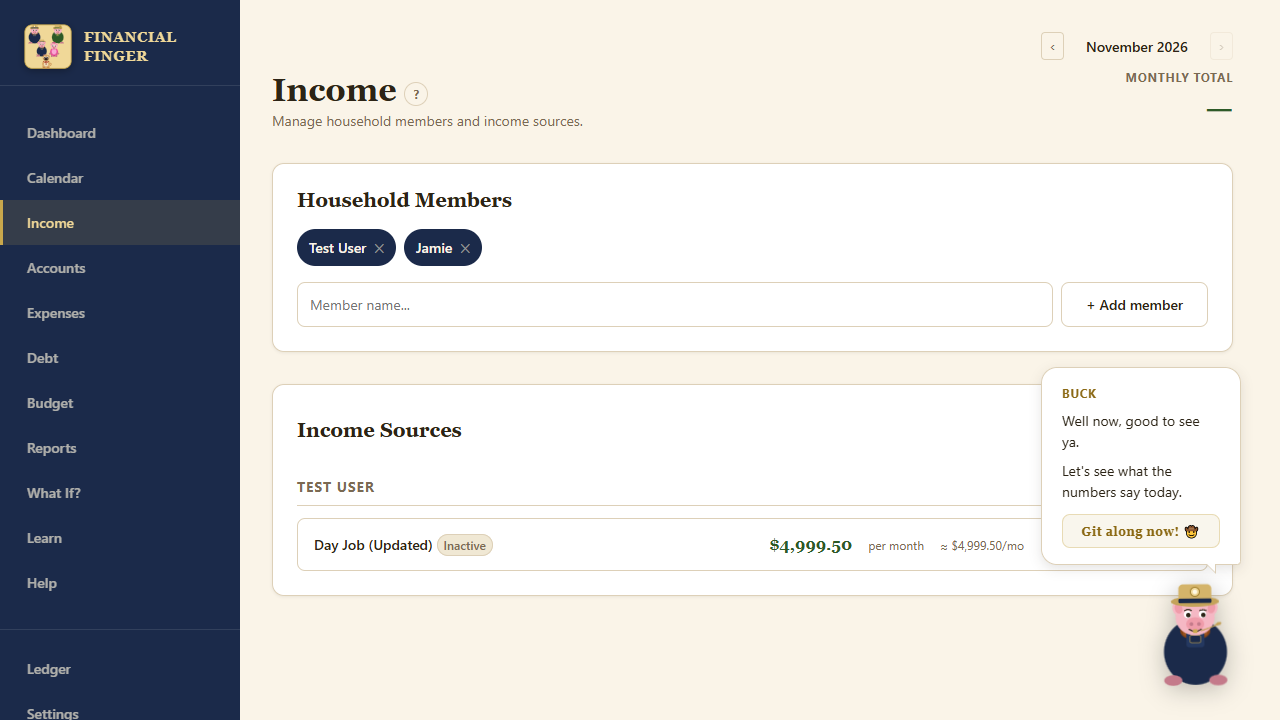 FINANCIAL
FINGER
Dashboard
Calendar
Income
Accounts
Expenses
Debt
Budget
Reports
What If?
Learn
Help
Ledger
Settings
‹ November 2026 ›
MONTHLY TOTAL
—
Income ?
Manage household members and income sources.
Household Members
Test User × Jamie ×
Member name... + Add member
Income Sources
TEST USER
Day Job (Updated) Inactive $4,999.50 per month ≈ $4,999.50/mo
BUCK
Well now, good to see
ya.
Let's see what the
numbers say today.
Git along now! 🤠